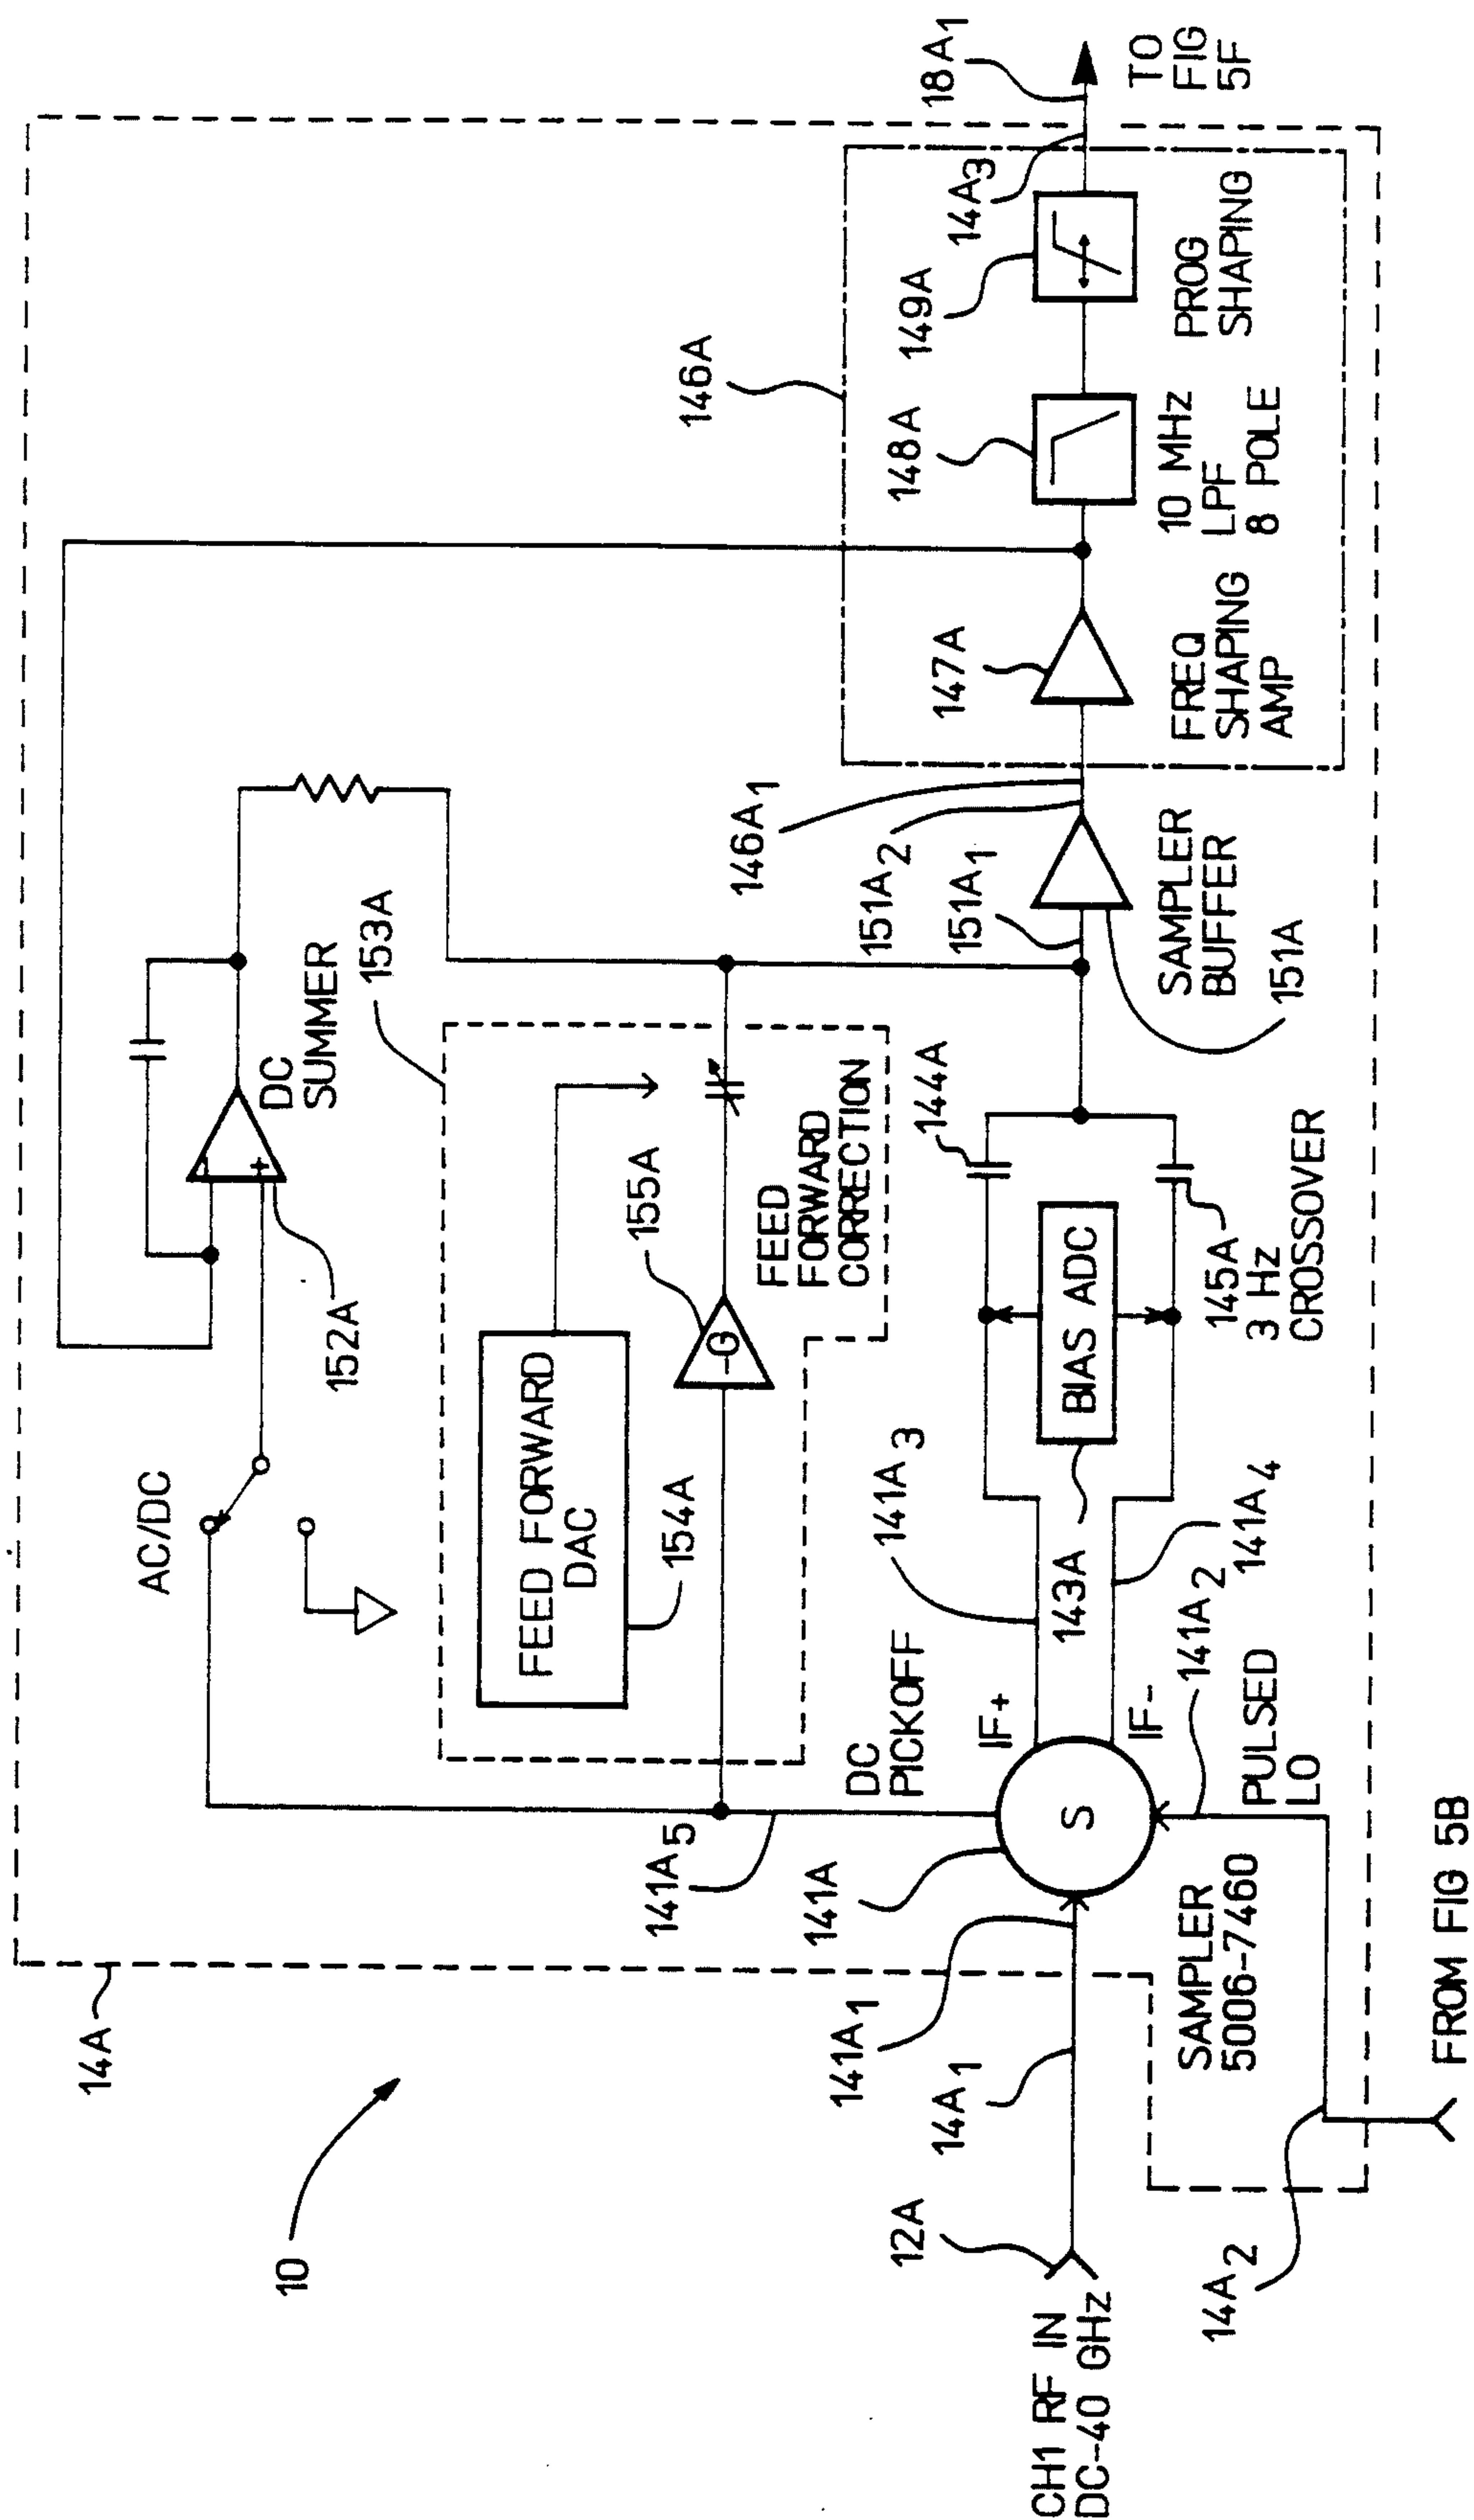 14A
10
AC/DC
152A
DC
SUMMER
153A
FEED FORWARD
DAC
154A
155A
FEED
FORWARD
CORRECTION
-G
+
-
146A
141A5
141A
DC
PICKOFF
IF+
IF-
S
141A3
143A
BIAS ADC
144A
145A
3 Hz
CROSSOVER
141A4
141A2
PULSED
LO
141A1
14A1
12A
CH1 RF IN
DC-40 GHz
SAMPLER
5006-7460
14A2
FROM FIG 5B
146A1
151A2
151A1
SAMPLER
BUFFER
151A
147A
FREQ
SHAPING
AMP
148A
10 MHz
LPF
8 POLE
149A
PROG
SHAPING
14A3
18A1
TO
FIG
5F